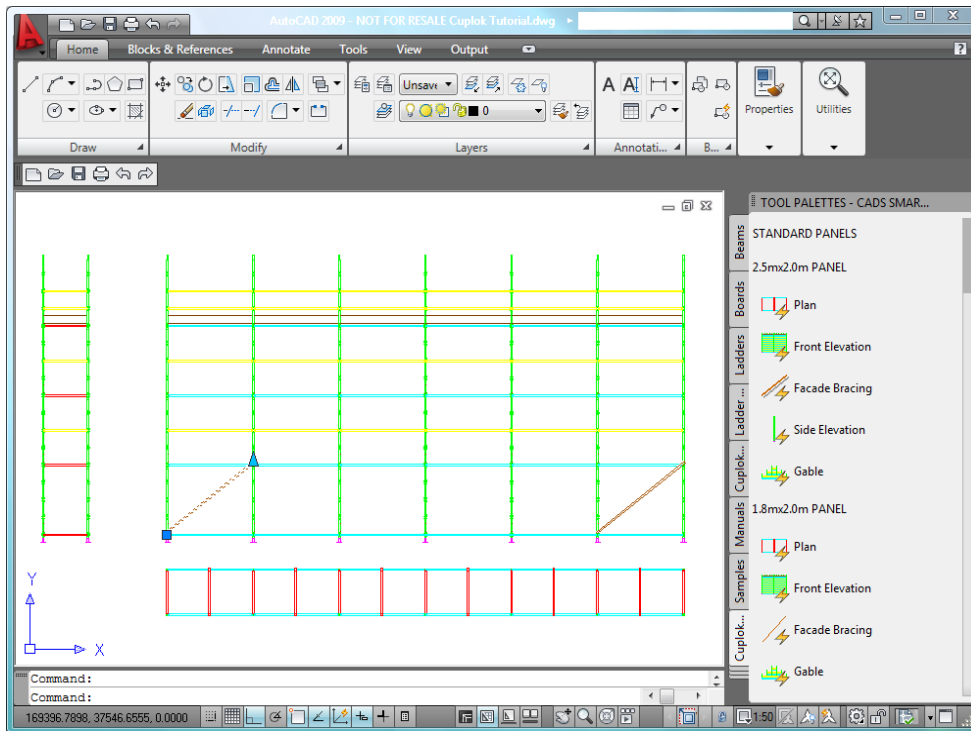 AutoCAD 2009 - NOT FOR RESALE Cuplok Tutorial.dwg
Home Blocks & References Annotate Tools View Output
Unsave
A AI
0
Properties Utilities
Draw Modify Layers Annotati... B...
TOOL PALETTES - CADS SMAR...
STANDARD PANELS
2.5mx2.0m PANEL
Plan
Front Elevation
Facade Bracing
Side Elevation
Gable
1.8mx2.0m PANEL
Plan
Front Elevation
Facade Bracing
Gable
Beams
Boards
Ladders
Ladder ...
Cuplok...
Manuals
Samples
Cuplok...
Y
X
Command:
Command:
169396.7898, 37546.6555, 0.0000
1:50